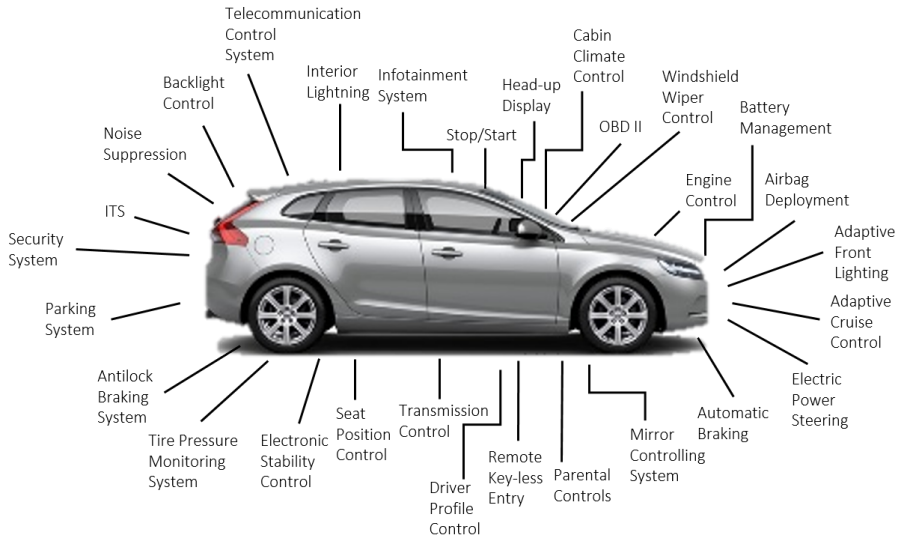 Telecommunication
Control
System
Backlight
Control
Interior
Lightning
Infotainment
System
Stop/Start
Head-up
Display
Cabin
Climate
Control
OBD II
Windshield
Wiper
Control
Battery
Management
Noise
Suppression
ITS
Security
System
Parking
System
Engine
Control
Airbag
Deployment
Adaptive
Front
Lighting
Adaptive
Cruise
Control
Electric
Power
Steering
Automatic
Braking
Mirror
Controlling
System
Parental
Controls
Remote
Key-less
Entry
Driver
Profile
Control
Transmission
Control
Seat
Position
Control
Electronic
Stability
Control
Tire Pressure
Monitoring
System
Antilock
Braking
System